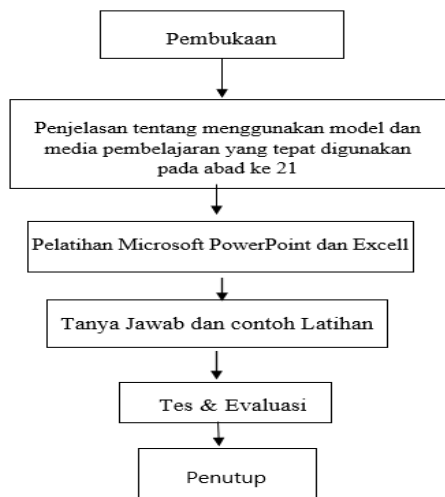 Pembukaan
Penjelasan tentang menggunakan model dan
media pembelajaran yang tepat digunakan
pada abad ke 21
Pelatihan Microsoft PowerPoint dan Excell
Tanya Jawab dan contoh Latihan
Tes & Evaluasi
Penutup